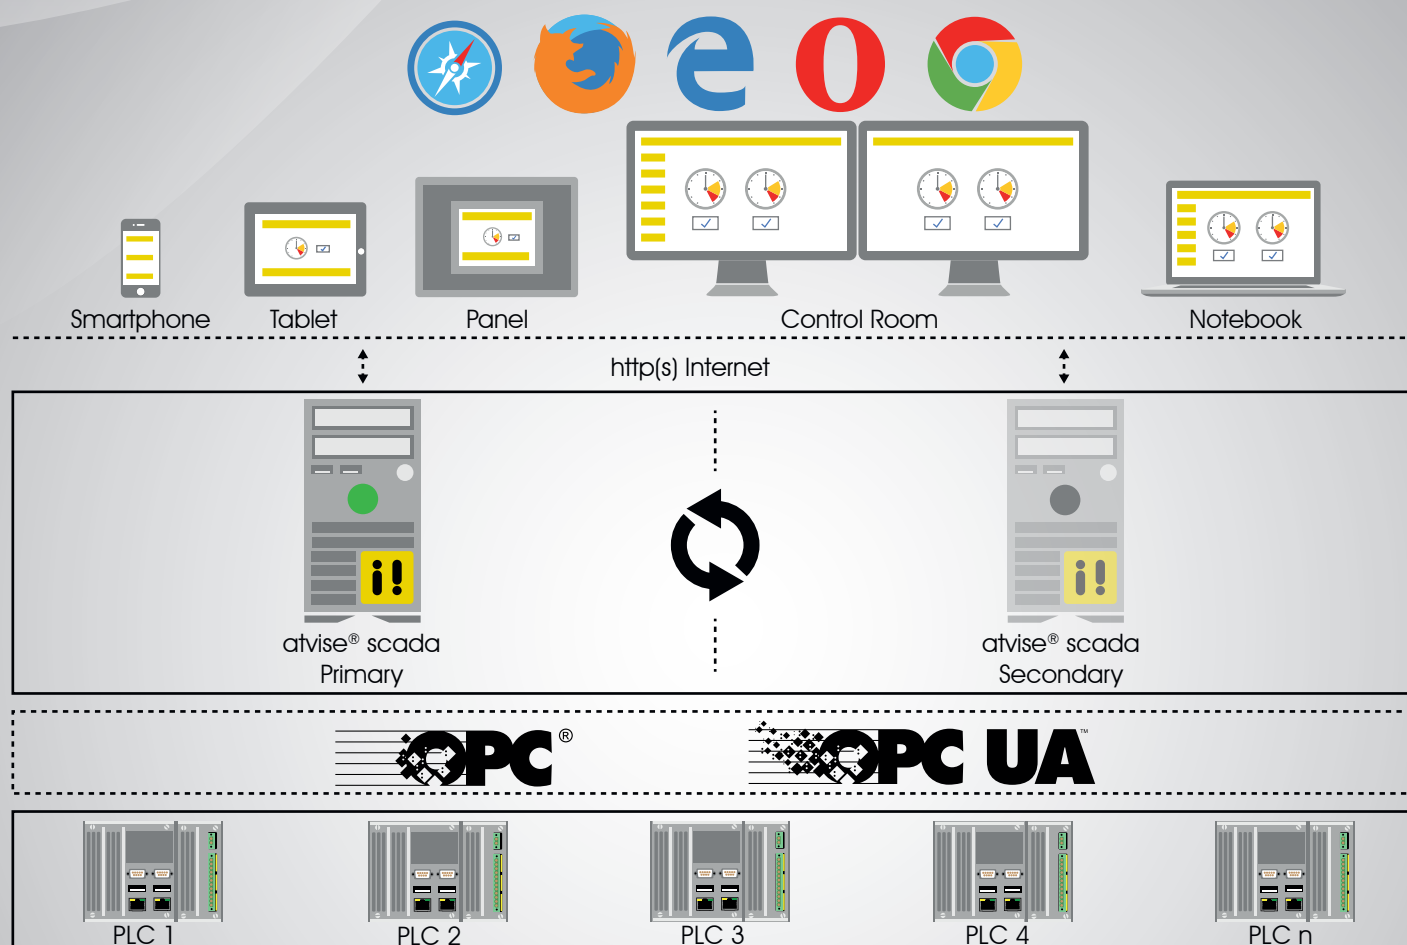 Smartphone
Tablet
Panel
Control Room
Notebook
http(s) Internet
atvise® scada
Primary
atvise® scada
Secondary
OPC®
OPC UA™
PLC 1
PLC 2
PLC 3
PLC 4
PLC n